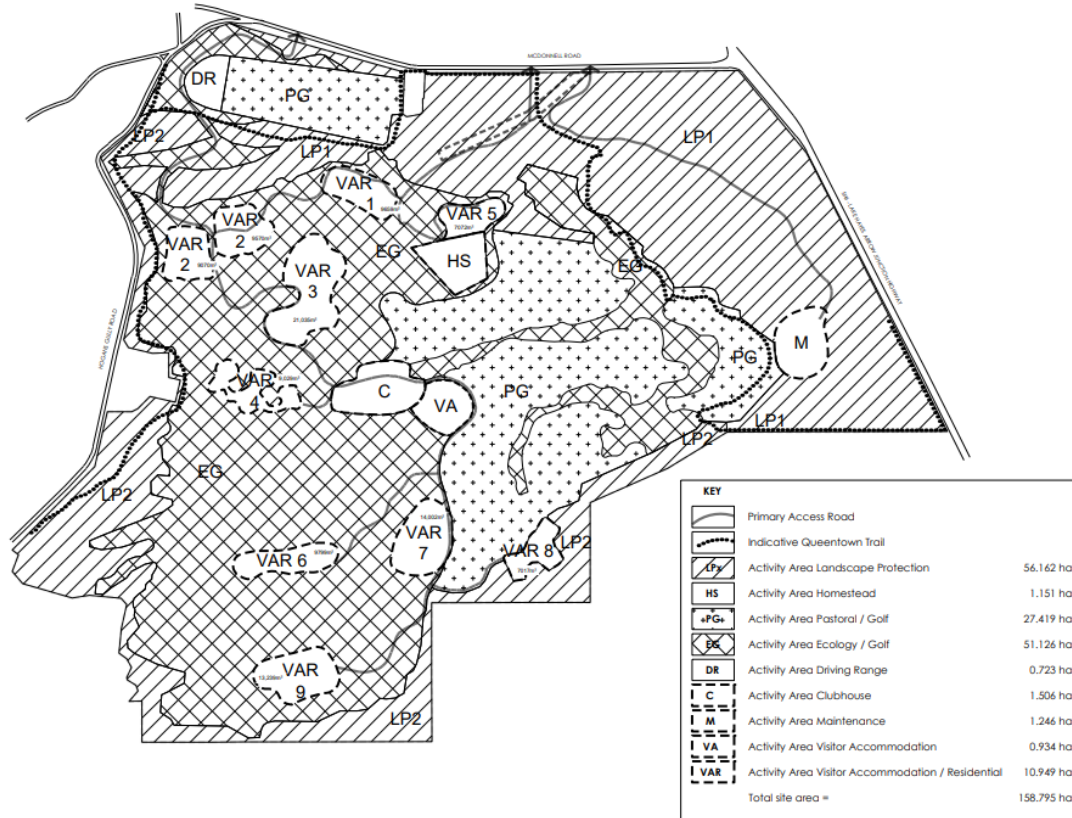 MCDONNELL ROAD
DR
PG
LP1
LP2
LP1
VAR
1
VAR 5
7072m²
VAR
2
VAR
2
EG
HS
EG
VAR
3
HOGANS GULLY ROAD
M
PG
VAR
4
C
VA
PG
LP1
LP2
EG
LP2
VAR
7
VAR 8
LP2
VAR 6
VAR
9
LP2
KEY
Primary Access Road
Indicative Queentown Trail
LPx Activity Area Landscape Protection 56.162 ha
HS Activity Area Homestead 1.151 ha
+PG+ Activity Area Pastoral / Golf 27.419 ha
EG Activity Area Ecology / Golf 51.126 ha
DR Activity Area Driving Range 0.723 ha
C Activity Area Clubhouse 1.506 ha
M Activity Area Maintenance 1.246 ha
VA Activity Area Visitor Accommodation 0.934 ha
VAR Activity Area Visitor Accommodation / Residential 10.949 ha
Total site area = 158.795 ha